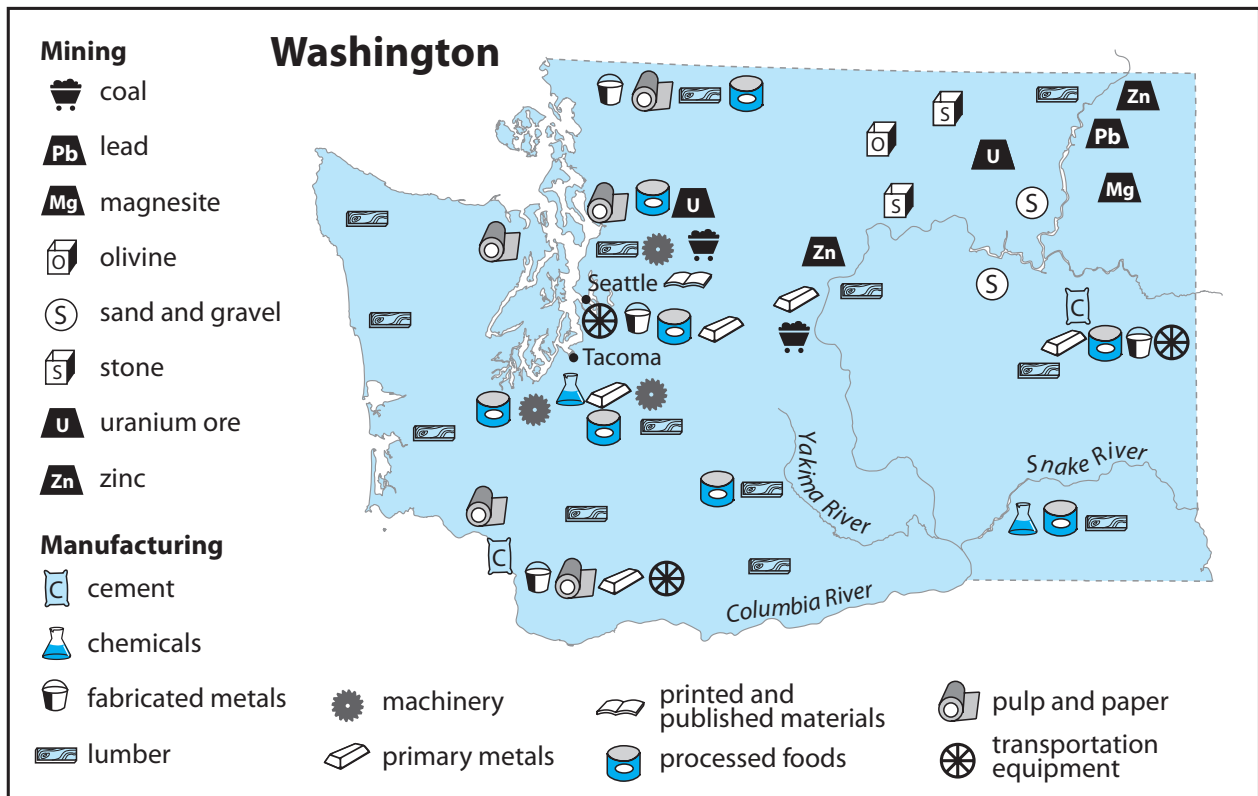 Washington
Mining
coal
Pb lead
Mg magnesite
O olivine
S sand and gravel
S stone
U uranium ore
Zn zinc
Manufacturing
C cement
chemicals
fabricated metals
lumber
machinery
primary metals
printed and
published materials
processed foods
pulp and paper
transportation
equipment
Zn
S
Pb
O
U
Mg
S
S
U
Zn
Seattle
S
C
Tacoma
Yakima River
Snake River
C
Columbia River